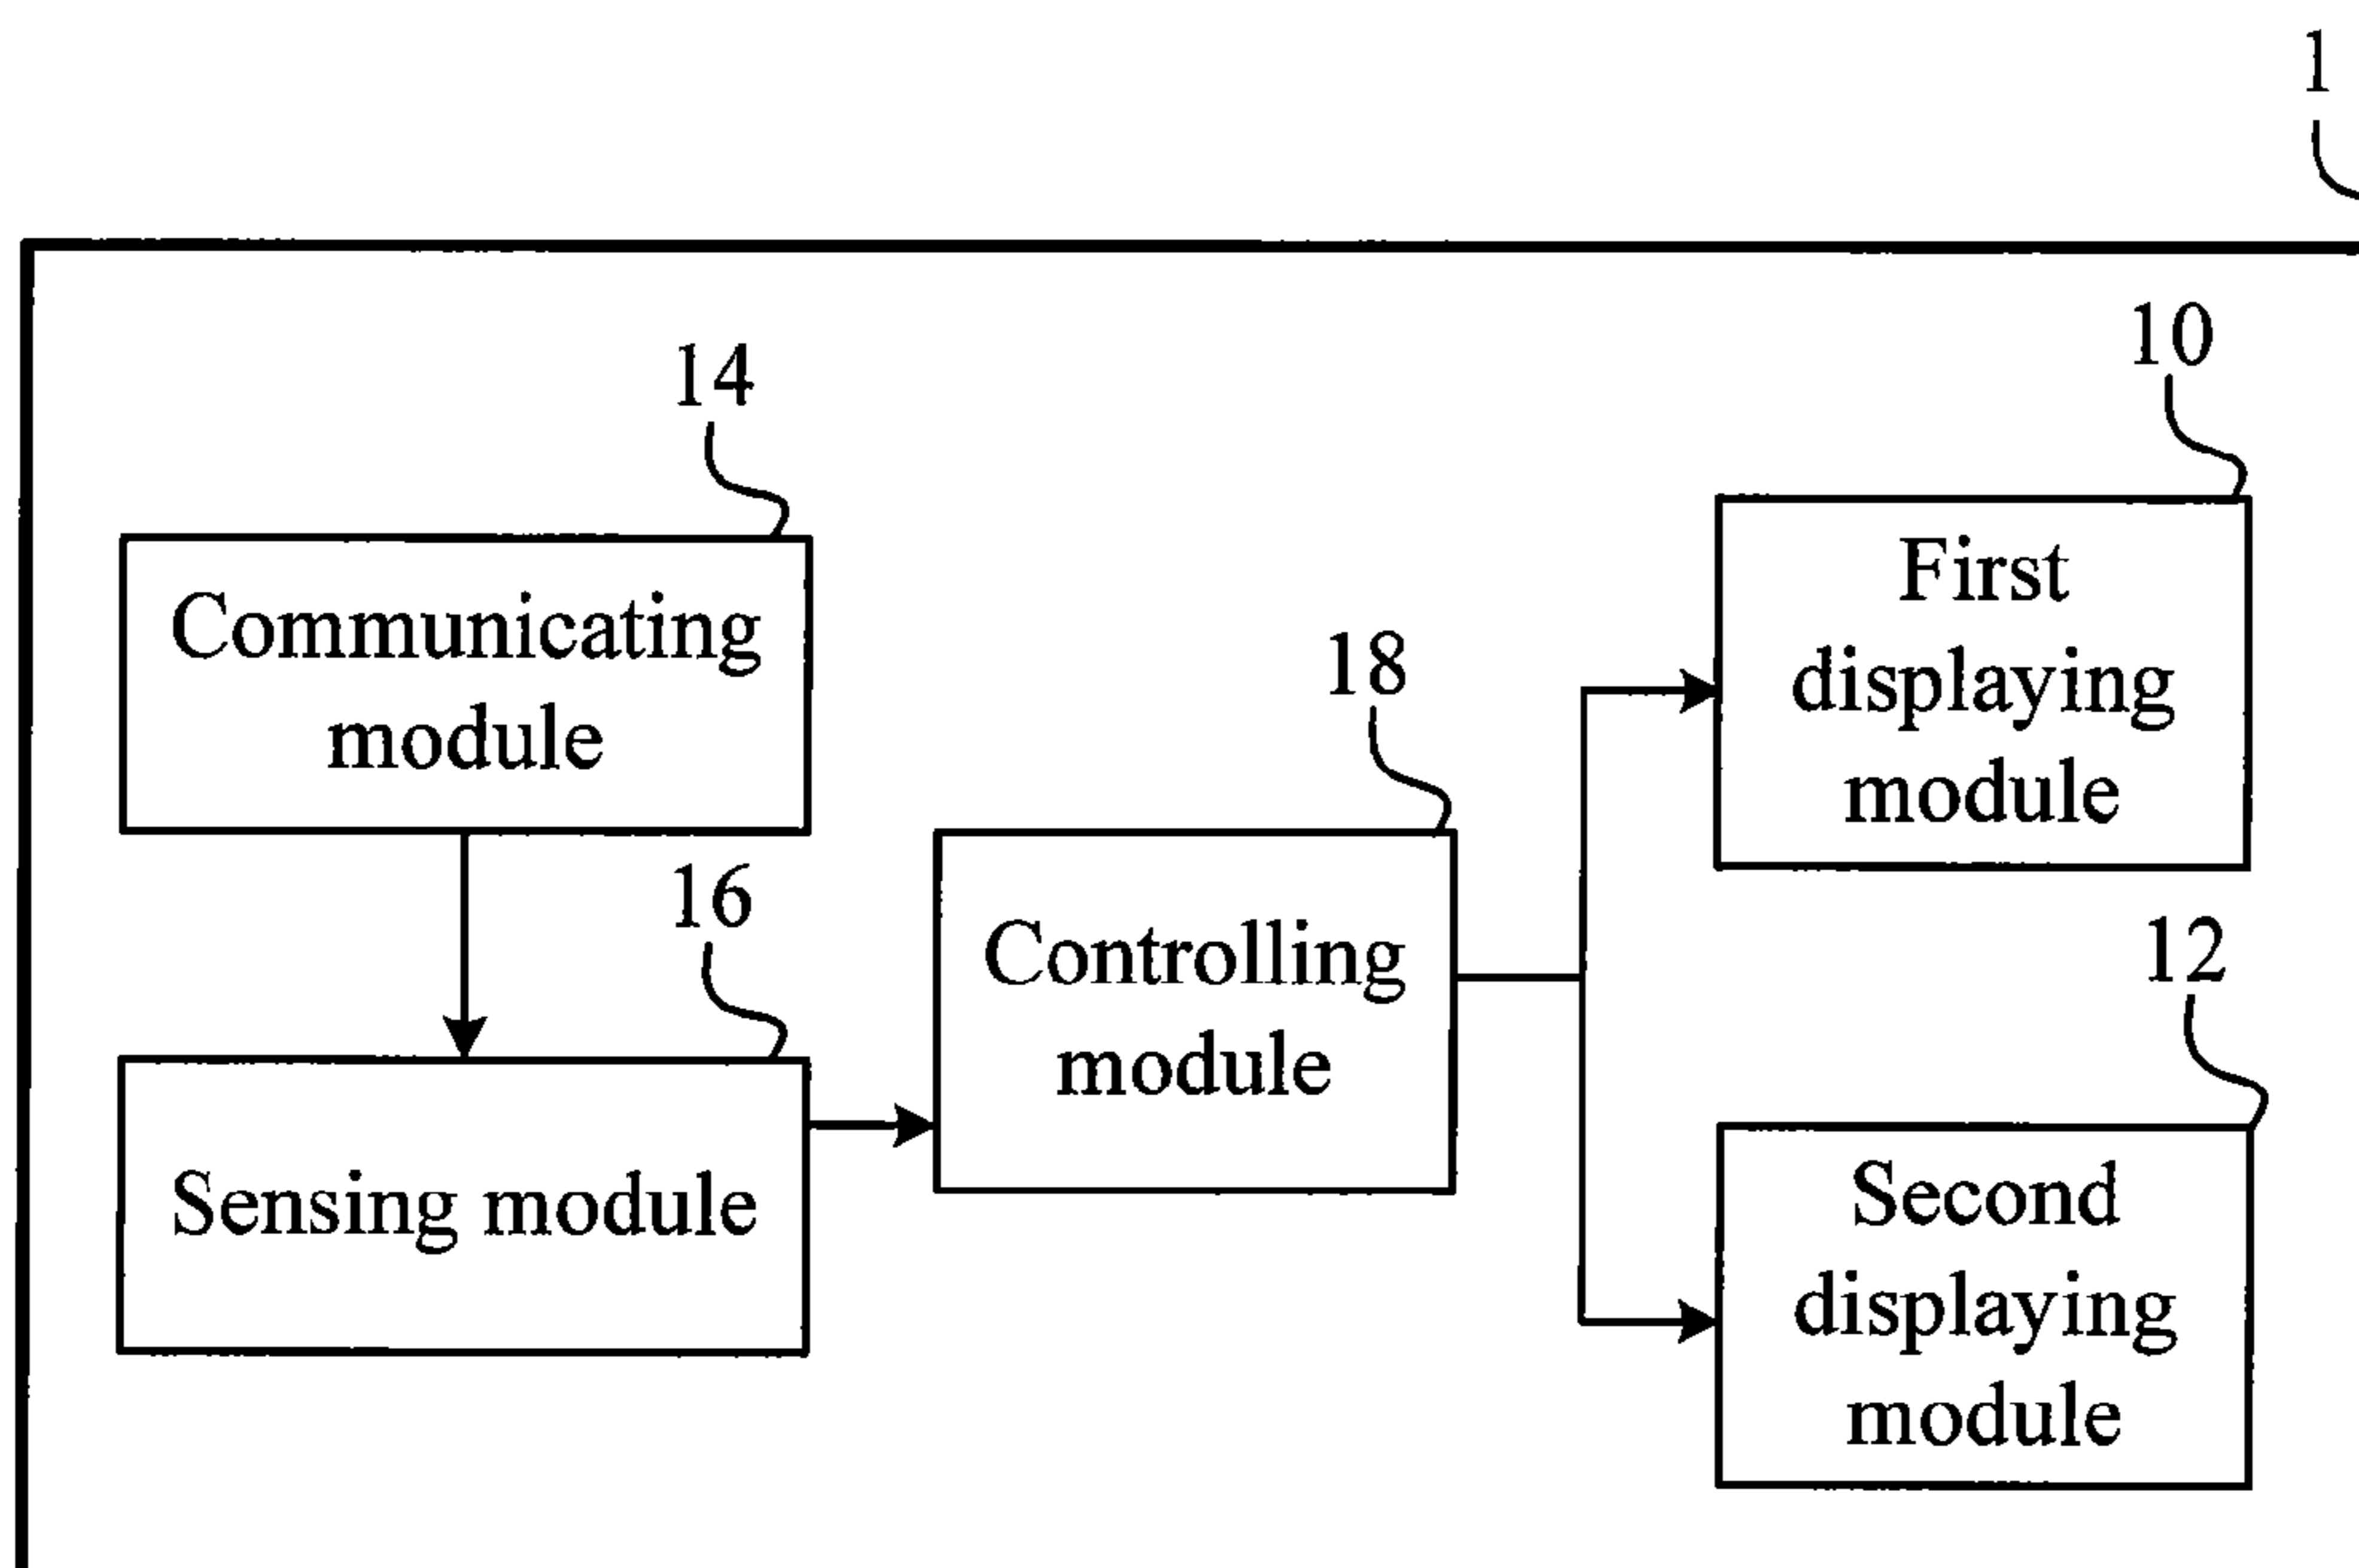 1
10
14
First
displaying
module
Communicating
module
18
16
12
Controlling
module
Sensing module
Second
displaying
module